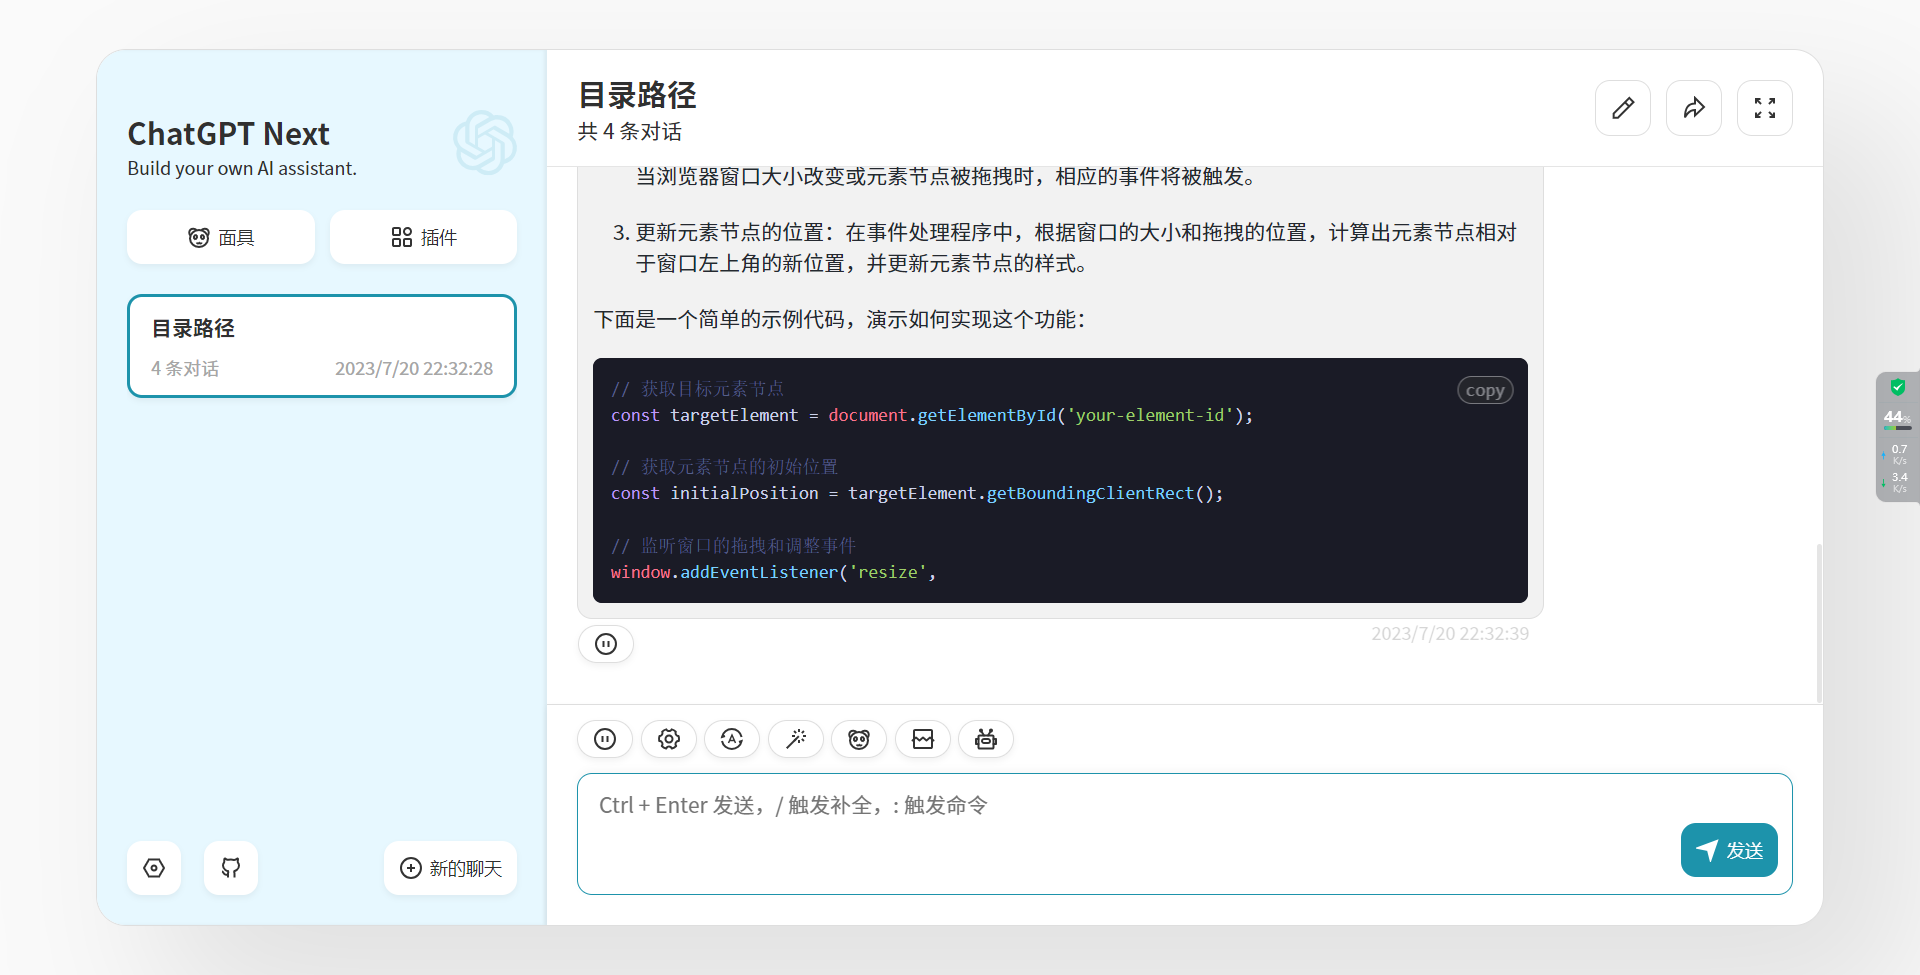 ChatGPT Next
Build your own AI assistant.
面具
插件
目录路径
4 条对话
2023/7/20 22:32:28
新的聊天
目录路径
共 4 条对话
当浏览器窗口大小改变或元素节点被拖拽时，相应的事件将被触发。
3. 更新元素节点的位置：在事件处理程序中，根据窗口的大小和拖拽的位置，计算出元素节点相对
于窗口左上角的新位置，并更新元素节点的样式。
下面是一个简单的示例代码，演示如何实现这个功能：
copy
// 获取目标元素节点
const targetElement = document.getElementById('your-element-id');
// 获取元素节点的初始位置
const initialPosition = targetElement.getBoundingClientRect();
// 监听窗口的拖拽和调整事件
window.addEventListener('resize',
2023/7/20 22:32:39
Ctrl + Enter 发送，/ 触发补全，: 触发命令
发送
44%
0.7
K/s
3.4
K/s